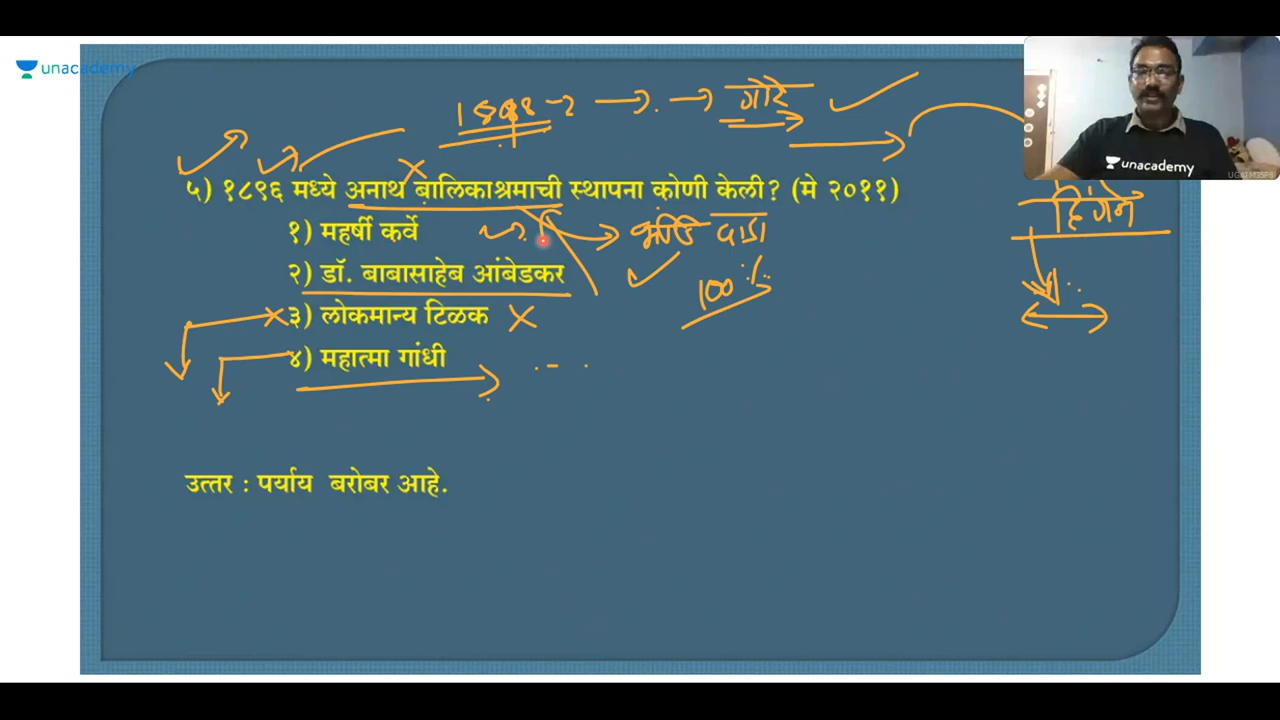 unacademy
गोरे
unacademy
५) १८९६ मध्ये अनाथ बालिकाश्रमाची स्थापना कोणी केली? (मे २०११)
हिंगणे
१) महर्षी कर्वे
वाडा
२) डॉ. बाबासाहेब आंबेडकर
100 %
३) लोकमान्य टिळक
४) महात्मा गांधी
उत्तर : पर्याय बरोबर आहे.